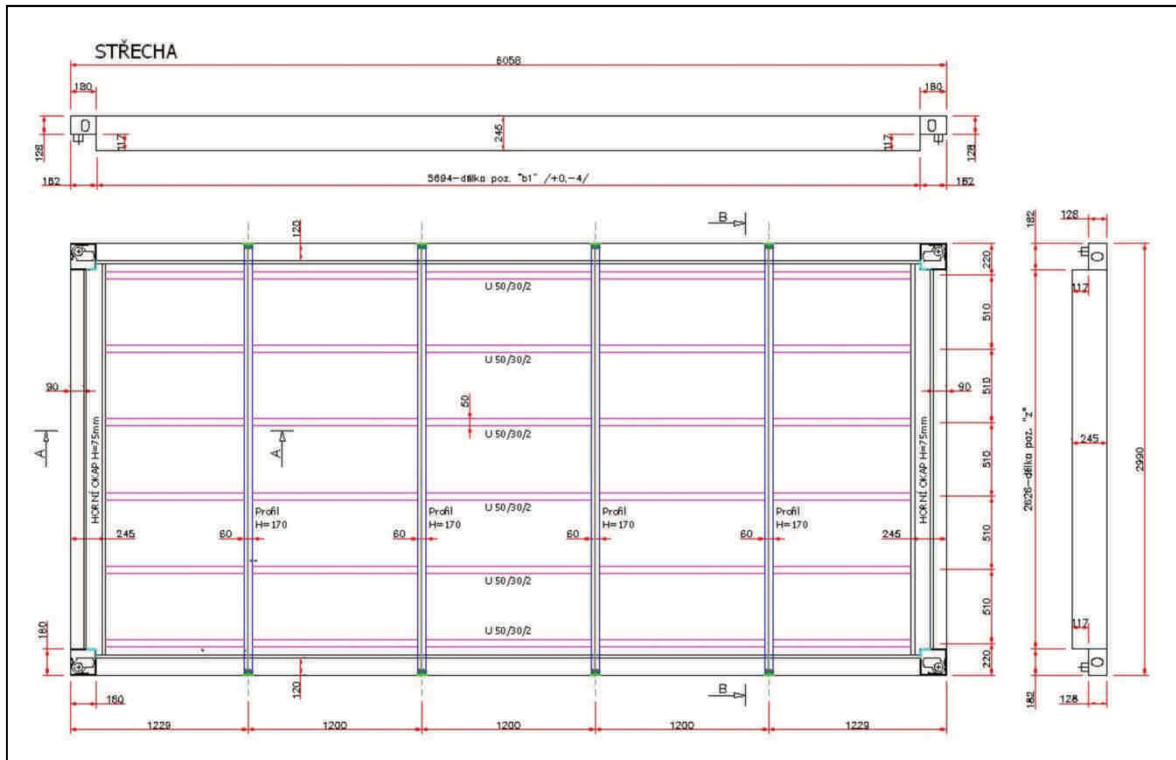 STŘECHA
6058
180
180
128
117
245
117
128
182
5694-délka poz. "b1" /+0,-4/
182
B
128
182
120
220
117
U 50/30/2
510
U 50/30/2
510
90
50
90
A
HORNÍ OKAP H=75mm
A
U 50/30/2
510
HORNÍ OKAP H=75mm
2626-délka poz. "z"
245
2990
U 50/30/2
Profil
H=170
Profil
H=170
Profil
H=170
Profil
H=170
510
245
60
60
60
60
245
U 50/30/2
510
180
U 50/30/2
117
220
120
180
B
182
128
1229
1200
1200
1200
1229